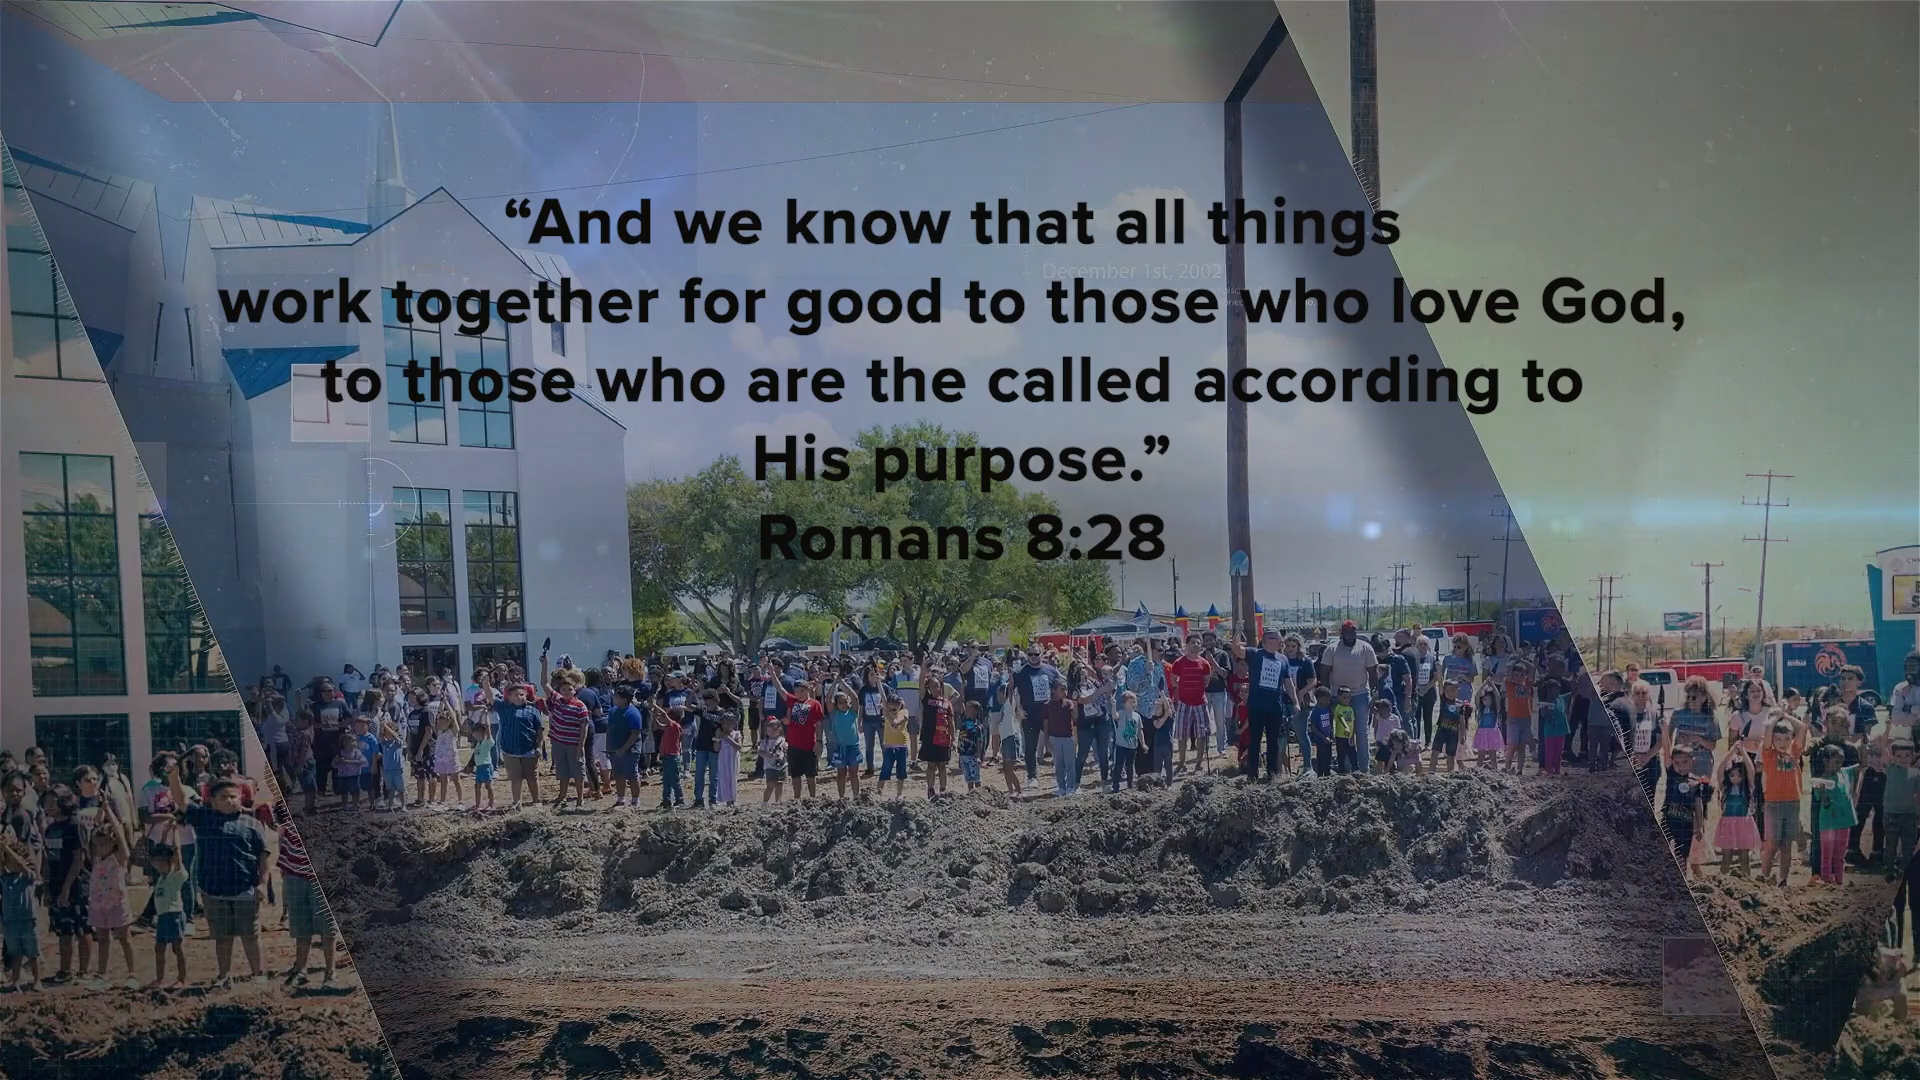 “And we know that all things
December 1st, 2002
work together for good to those who love God,
to those who are the called according to
His purpose.”
Romans 8:28